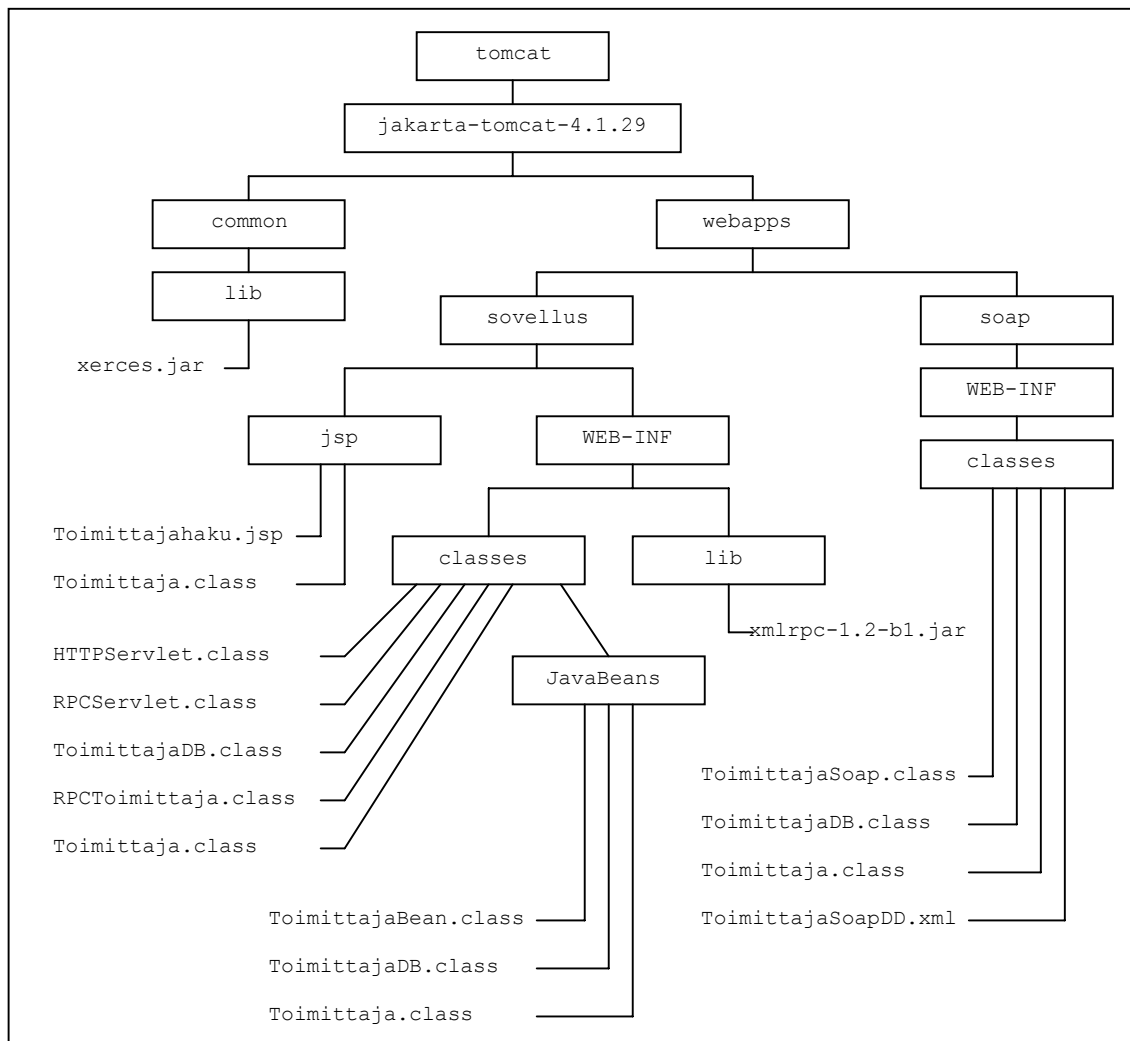 tomcat
jakarta-tomcat-4.1.29
common
webapps
lib
sovellus
soap
xerces.jar
WEB-INF
jsp
WEB-INF
classes
Toimittajahaku.jsp
classes
lib
Toimittaja.class
xmlrpc-1.2-b1.jar
HTTPServlet.class
JavaBeans
RPCServlet.class
ToimittajaDB.class
ToimittajaSoap.class
RPCToimittaja.class
ToimittajaDB.class
Toimittaja.class
Toimittaja.class
ToimittajaBean.class
ToimittajaSoapDD.xml
ToimittajaDB.class
Toimittaja.class